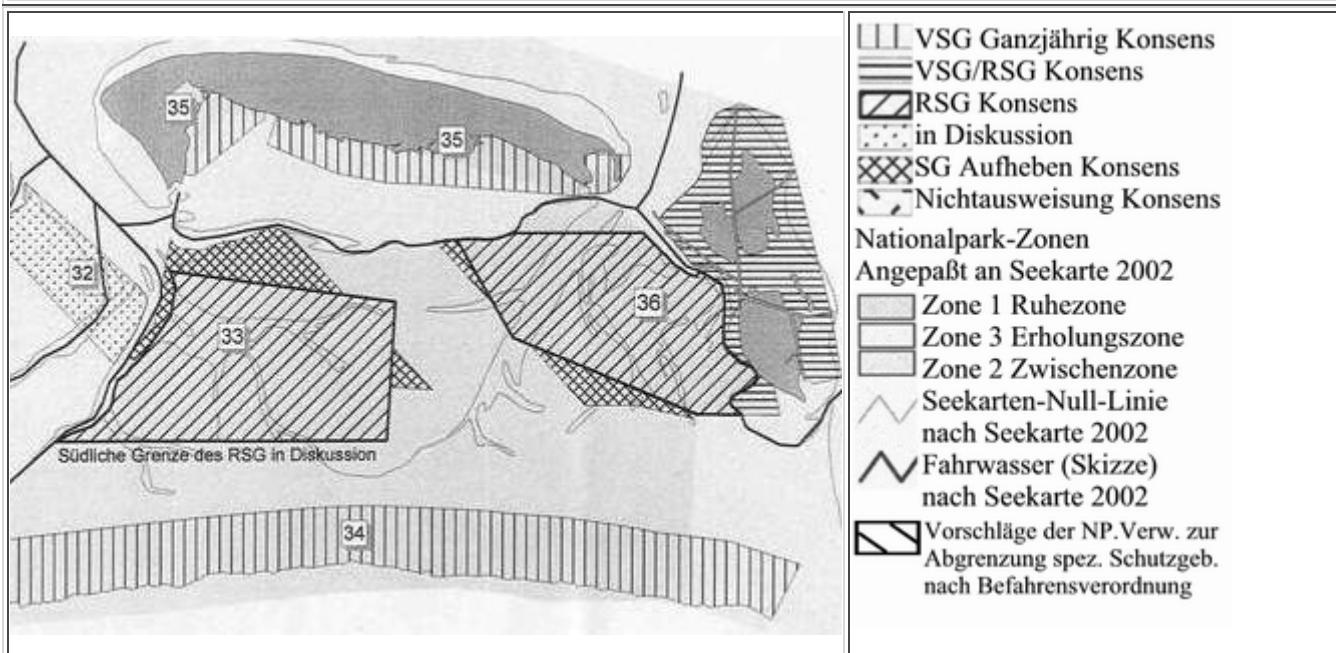 35
35
32
33
36
Südliche Grenze des RSG in Diskussion
34
VSG Ganzjährig Konsens
VSG/RSG Konsens
RSG Konsens
in Diskussion
SG Aufheben Konsens
Nichtausweisung Konsens
Nationalpark-Zonen
Angepaßt an Seekarte 2002
Zone 1 Ruhezone
Zone 3 Erholungszone
Zone 2 Zwischenzone
Seekarten-Null-Linie
nach Seekarte 2002
Fahrwasser (Skizze)
nach Seekarte 2002
Vorschläge der NP.Verw. zur
Abgrenzung spez. Schutzgeb.
nach Befahrensverordnung